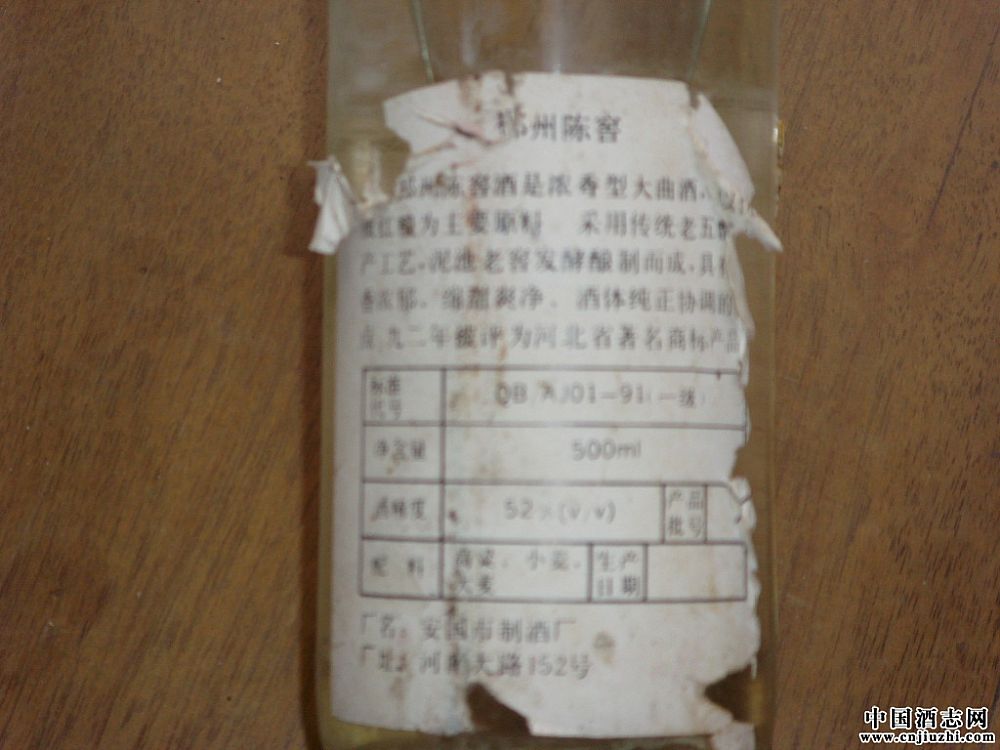 州陈窖
陈窖酒是浓香型大曲酒，
红粮为主要原料 采用传统老五
产工艺，泥池老窖发酵酿制而成，具
香浓郁、绵甜爽净、酒体纯正协调的
九二年被评为河北省著名商标产品
标准代号 QB/AJ01-91(一级)
净含量 500ml
酒精度 52%(v/v) 产品批号
配料 高粱、小麦、大麦 生产日期
厂名：安国市制酒厂
厂址：河南大路152号
中国酒志网
www.cnjiuzhi.com